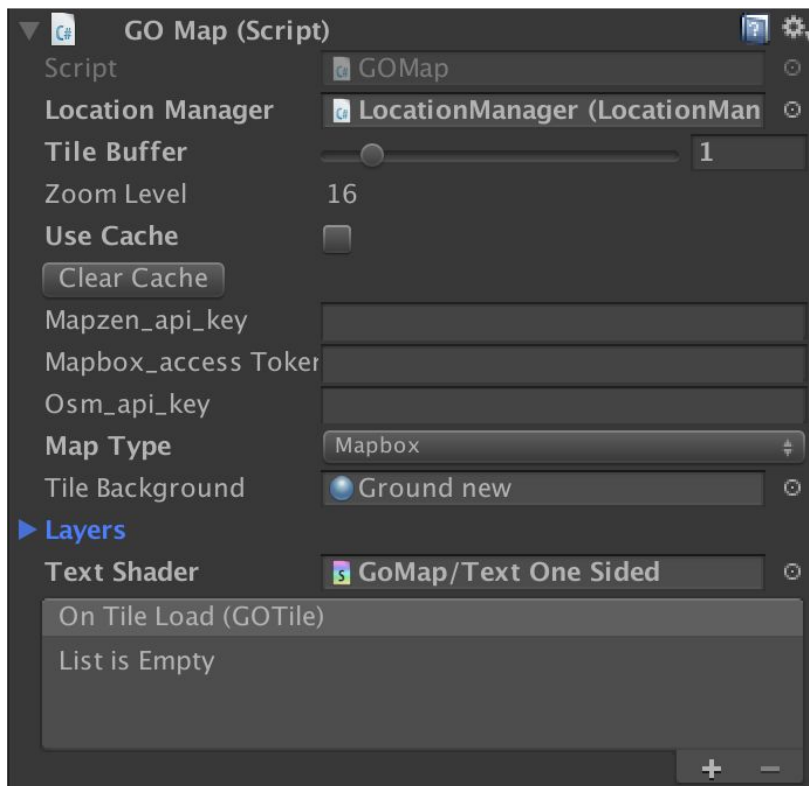 GO Map (Script)
Script GOMap
Location Manager LocationManager (LocationMan
Tile Buffer 1
Zoom Level 16
Use Cache
Clear Cache
Mapzen_api_key
Mapbox_access Toker
Osm_api_key
Map Type Mapbox
Tile Background Ground new
Layers
Text Shader GoMap/Text One Sided
On Tile Load (GOTile)
List is Empty